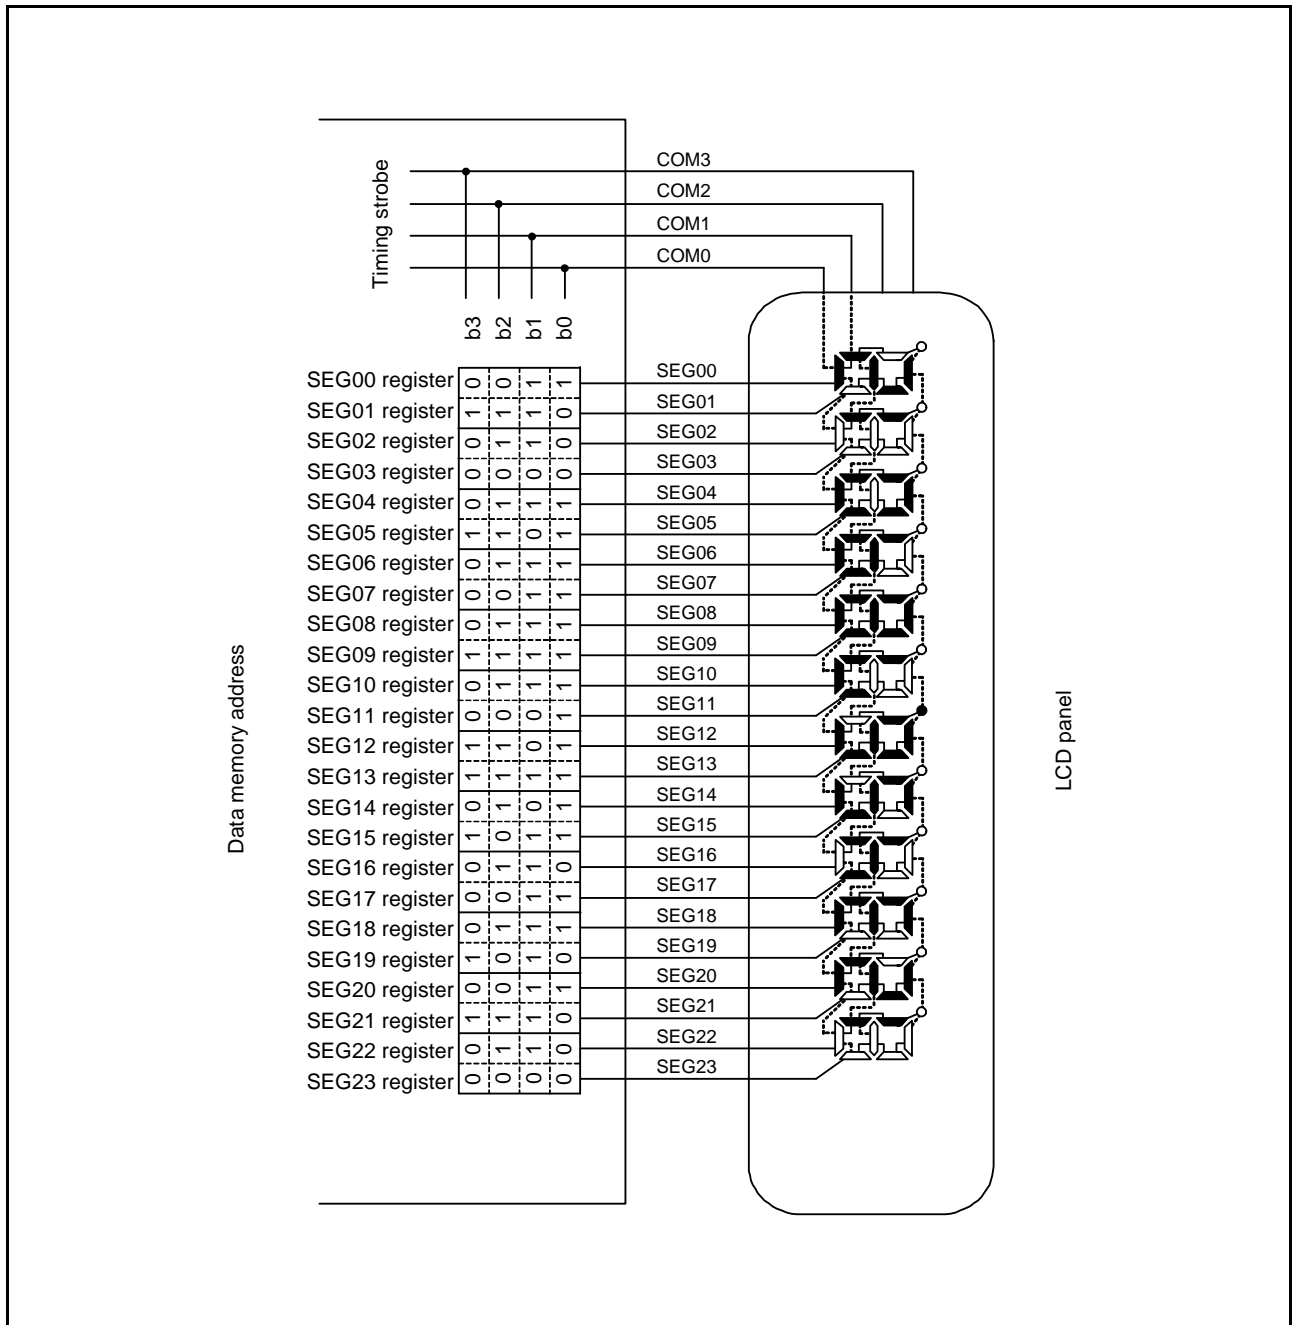 Timing strobe
COM3
COM2
COM1
COM0
b3 b2 b1 b0
SEG00 register 0 0 1 1 SEG00
SEG01 register 1 1 1 0 SEG01
SEG02 register 0 1 1 0 SEG02
SEG03 register 0 0 0 0 SEG03
SEG04 register 0 1 1 1 SEG04
SEG05 register 1 1 0 1 SEG05
SEG06 register 0 1 1 1 SEG06
SEG07 register 0 0 1 1 SEG07
SEG08 register 0 1 1 1 SEG08
SEG09 register 1 1 1 1 SEG09
SEG10 register 0 1 1 1 SEG10
SEG11 register 0 0 0 1 SEG11
SEG12 register 1 1 0 1 SEG12
SEG13 register 1 1 1 1 SEG13
SEG14 register 0 1 0 1 SEG14
SEG15 register 1 0 1 1 SEG15
SEG16 register 0 1 1 0 SEG16
SEG17 register 0 0 1 1 SEG17
SEG18 register 0 1 1 1 SEG18
SEG19 register 1 0 1 0 SEG19
SEG20 register 0 0 1 1 SEG20
SEG21 register 1 1 1 0 SEG21
SEG22 register 0 1 1 0 SEG22
SEG23 register 0 0 0 0 SEG23
Data memory address
LCD panel